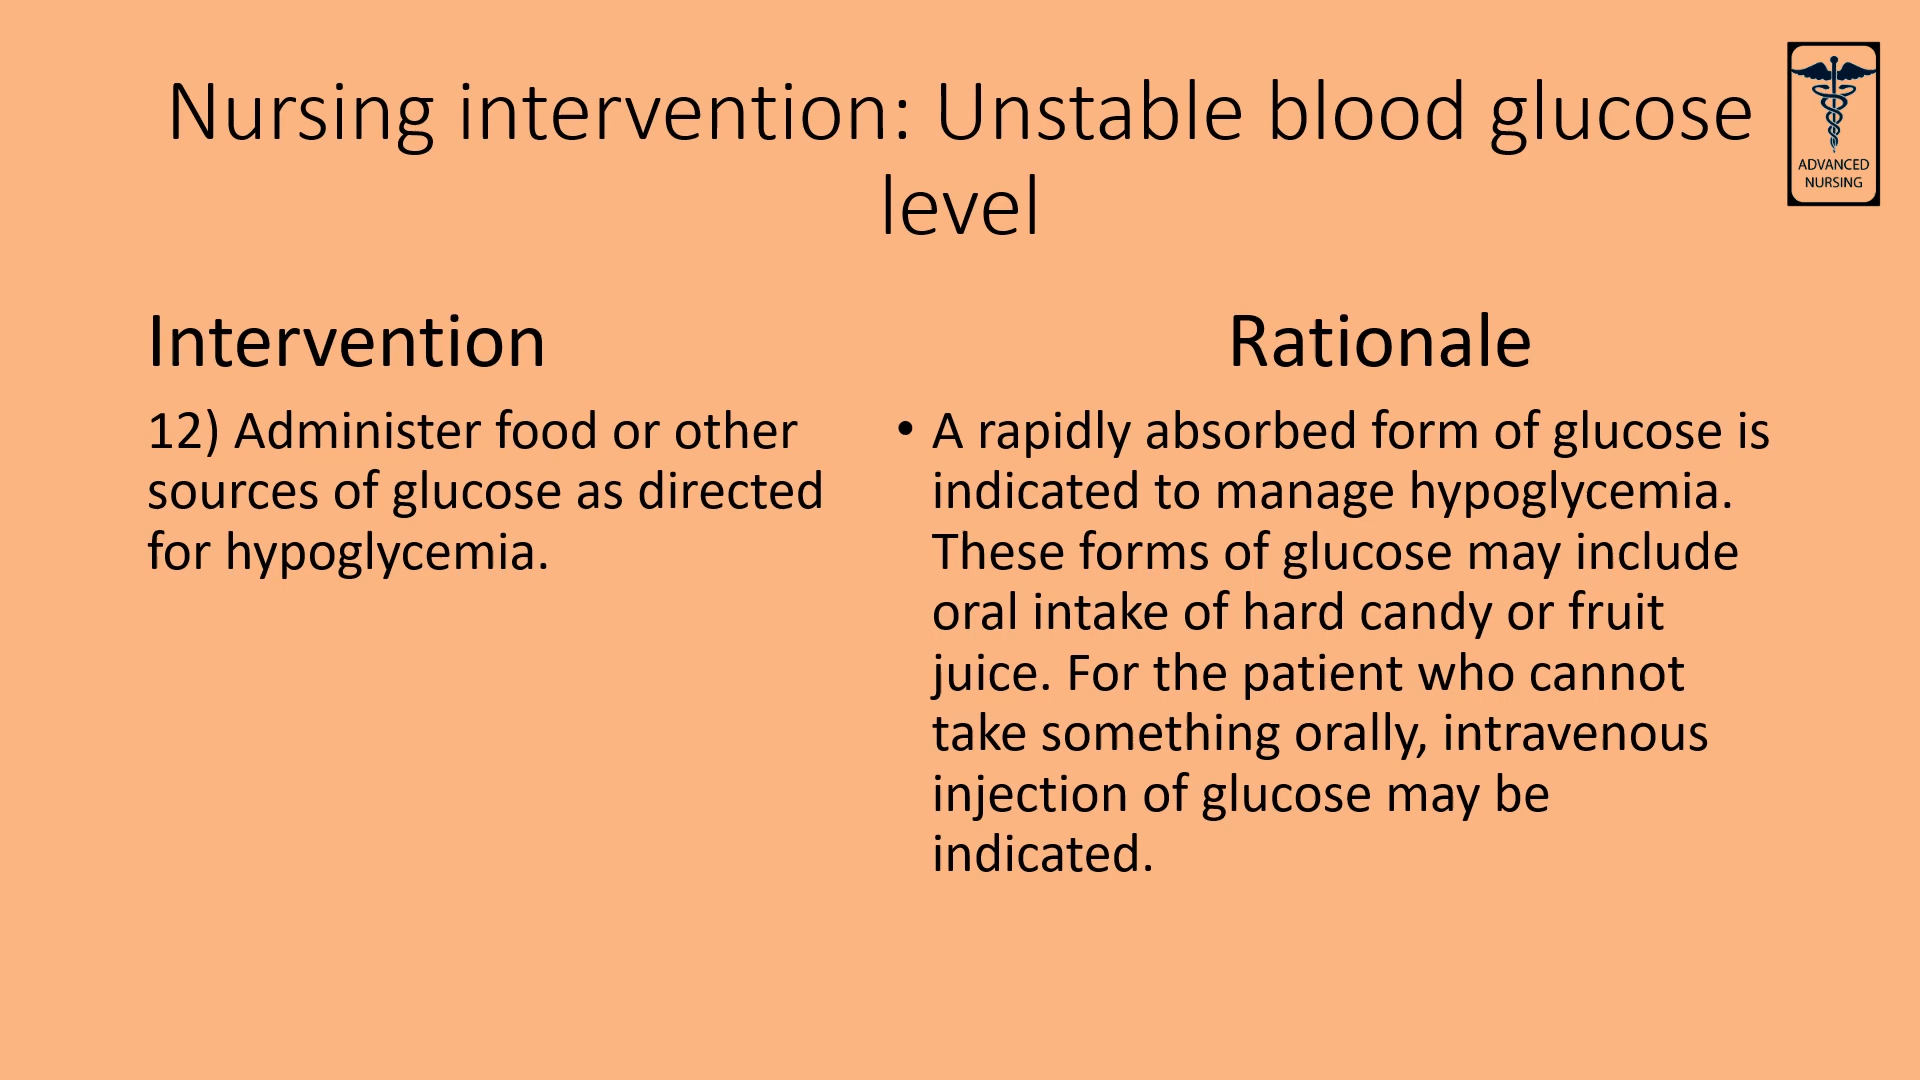 Nursing intervention: Unstable blood glucose
level
ADVANCED
NURSING
Intervention
12) Administer food or other
sources of glucose as directed
for hypoglycemia.
Rationale
• A rapidly absorbed form of glucose is
indicated to manage hypoglycemia.
These forms of glucose may include
oral intake of hard candy or fruit
juice. For the patient who cannot
take something orally, intravenous
injection of glucose may be
indicated.